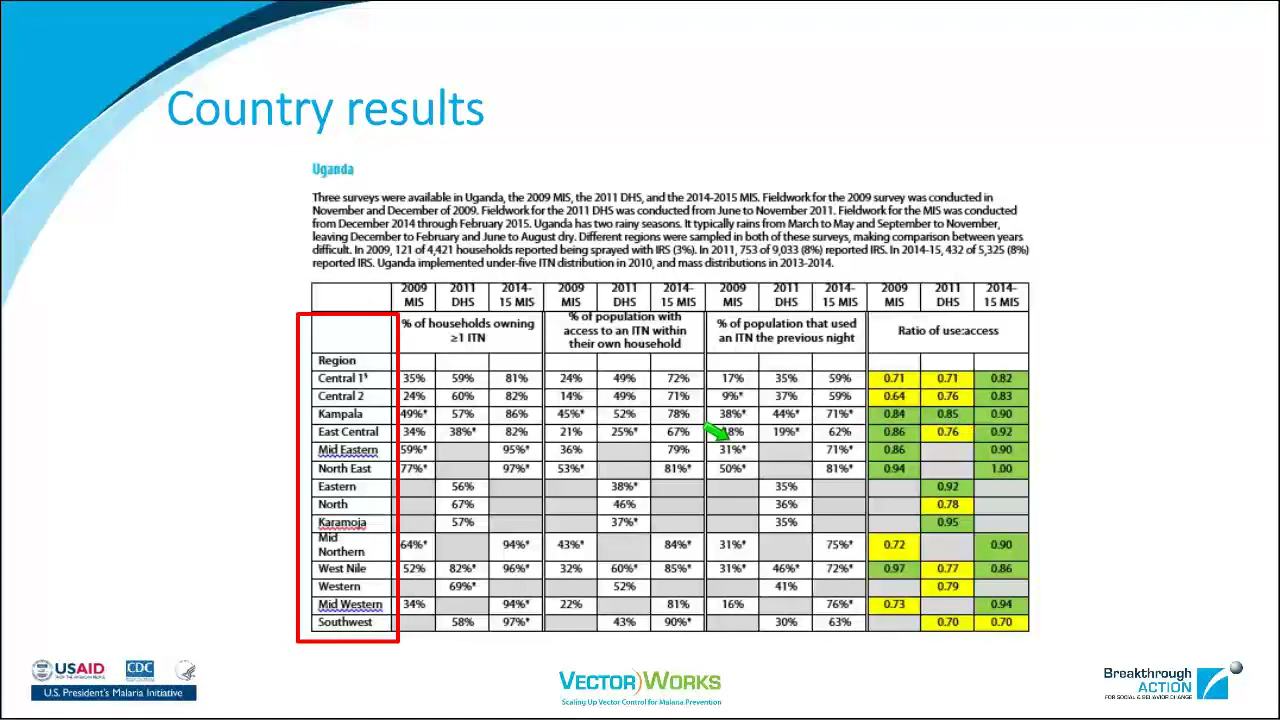 Country results
Uganda
Three surveys were available in Uganda, the 2009 MIS, the 2011 DHS, and the 2014-2015 MIS. Fieldwork for the 2009 survey was conducted in
November and December of 2009. Fieldwork for the 2011 DHS was conducted from June to November 2011. Fieldwork for the MIS was conducted
from December 2014 through February 2015. Uganda has two rainy seasons. It typically rains from March to May and September to November,
leaving December to February and June to August dry. Different regions were sampled in both of these surveys, making comparison between years
difficult. In 2009, 121 of 4,421 households reported being sprayed with IRS (3%). In 2011, 753 of 9,033 (8%) reported IRS. In 2014-15, 432 of 5,325 (8%)
reported IRS. Uganda implemented under-five ITN distribution in 2010, and mass distributions in 2013-2014.
2009 MIS 2011 DHS 2014-15 MIS 2009 MIS 2011 DHS 2014-15 MIS 2009 MIS 2011 DHS 2014-15 MIS 2009 MIS 2011 DHS 2014-15 MIS
% of households owning ≥1 ITN % of population with access to an ITN within their own household % of population that used an ITN the previous night Ratio of use:access
Region
Central 1§ 35% 59% 81% 24% 49% 72% 17% 35% 59% 0.71 0.71 0.82
Central 2 24% 60% 82% 14% 49% 71% 9%* 37% 59% 0.64 0.76 0.83
Kampala 49%* 57% 86% 45%* 52% 78% 38%* 44%* 71%* 0.84 0.85 0.90
East Central 34% 38%* 82% 21% 25%* 67% 18% 19%* 62% 0.86 0.76 0.92
Mid Eastern 59%* 95%* 36% 79% 31%* 71%* 0.86 0.90
North East 77%* 97%* 53%* 81%* 50%* 81%* 0.94 1.00
Eastern 56% 38%* 35% 0.92
North 67% 46% 36% 0.78
Karamoja 57% 37%* 35% 0.95
Mid Northern 64%* 94%* 43%* 84%* 31%* 75%* 0.72 0.90
West Nile 52% 82%* 96%* 32% 60%* 85%* 31%* 46%* 72%* 0.97 0.77 0.86
Western 69%* 52% 41% 0.79
Mid Western 34% 94%* 22% 81% 16% 76%* 0.73 0.94
Southwest 58% 97%* 43% 90%* 30% 63% 0.70 0.70
USAID
FROM THE AMERICAN PEOPLE
CDC
U.S. President's Malaria Initiative
VECTORWORKS
Scaling Up Vector Control for Malaria Prevention
Breakthrough
ACTION
FOR SOCIAL & BEHAVIOR CHANGE